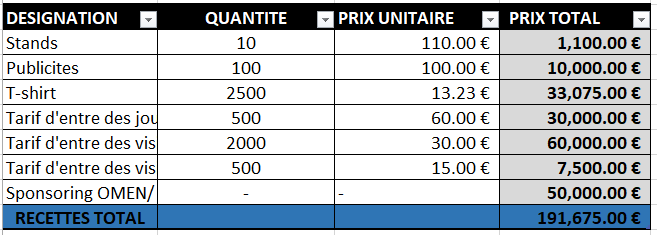 DESIGNATION QUANTITE PRIX UNITAIRE PRIX TOTAL
Stands 10 110.00 € 1,100.00 €
Publicites 100 100.00 € 10,000.00 €
T-shirt 2500 13.23 € 33,075.00 €
Tarif d'entre des jou 500 60.00 € 30,000.00 €
Tarif d'entre des vis 2000 30.00 € 60,000.00 €
Tarif d'entre des vis 500 15.00 € 7,500.00 €
Sponsoring OMEN/ - - 50,000.00 €
RECETTES TOTAL 191,675.00 €